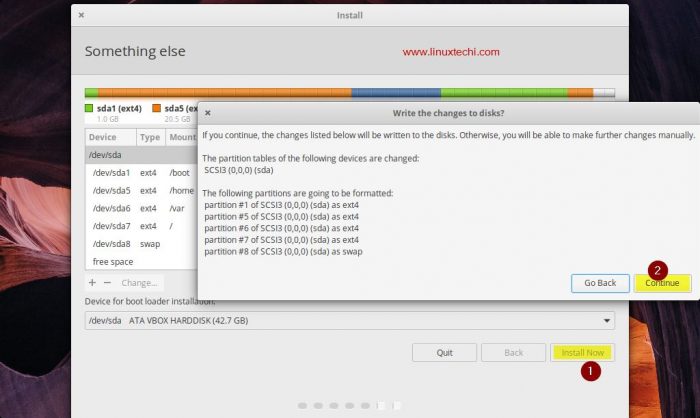 Install
Something else
www.linuxtechi.com
sda1 (ext4)
1.0 GB
sda5 (ex
20.5 GB
Device Type Mount
/dev/sda
/dev/sda1 ext4 /boot
/dev/sda5 ext4 /home
/dev/sda6 ext4 /var
/dev/sda7 ext4 /
/dev/sda8 swap
free space
+ − Change...
Write the changes to disks?
If you continue, the changes listed below will be written to the disks. Otherwise, you will be able to make further changes manually.
The partition tables of the following devices are changed:
SCSI3 (0,0,0) (sda)
The following partitions are going to be formatted:
partition #1 of SCSI3 (0,0,0) (sda) as ext4
partition #5 of SCSI3 (0,0,0) (sda) as ext4
partition #6 of SCSI3 (0,0,0) (sda) as ext4
partition #7 of SCSI3 (0,0,0) (sda) as ext4
partition #8 of SCSI3 (0,0,0) (sda) as swap
2
Go Back Continue
Device for boot loader installation:
/dev/sda ATA VBOX HARDDISK (42.7 GB)
Quit Back Install Now
1